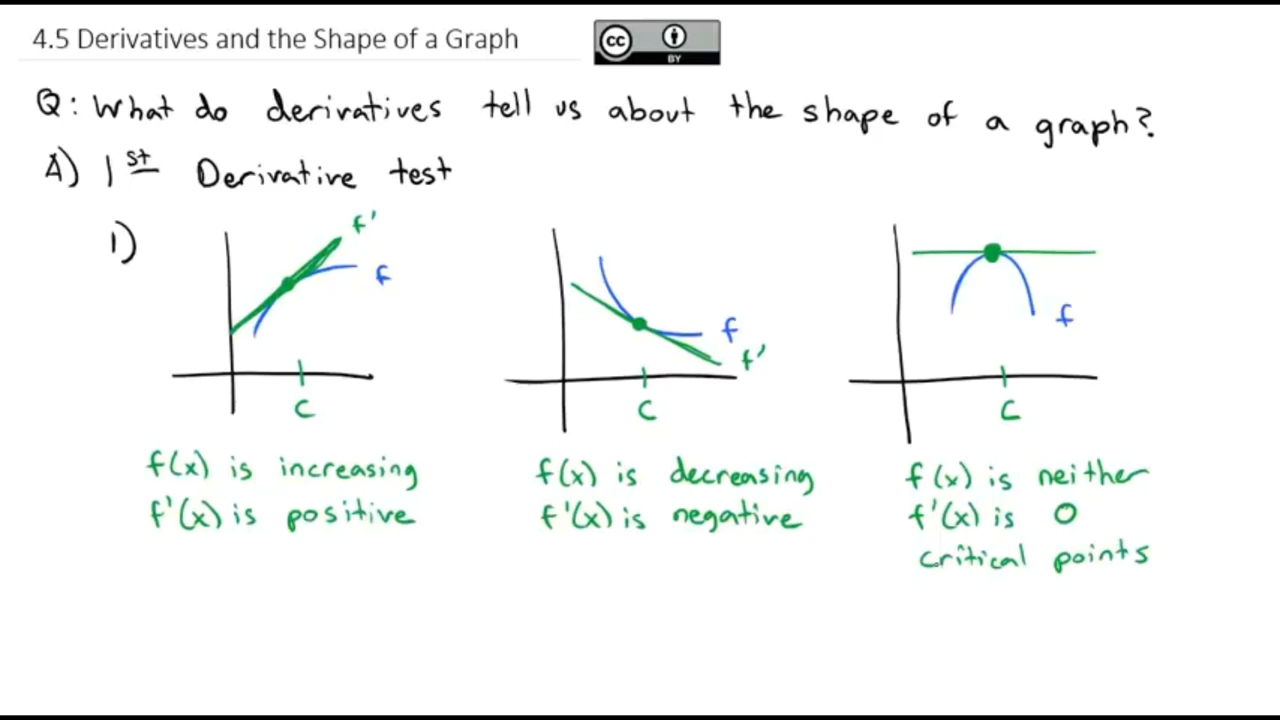 4.5 Derivatives and the Shape of a Graph
cc
BY
Q: What do derivatives tell us about the shape of a graph?
A) 1st Derivative test
1)
f'
f
c
f
f'
c
f
c
f(x) is increasing
f'(x) is positive
f(x) is decreasing
f'(x) is negative
f(x) is neither
f'(x) is 0
critical points